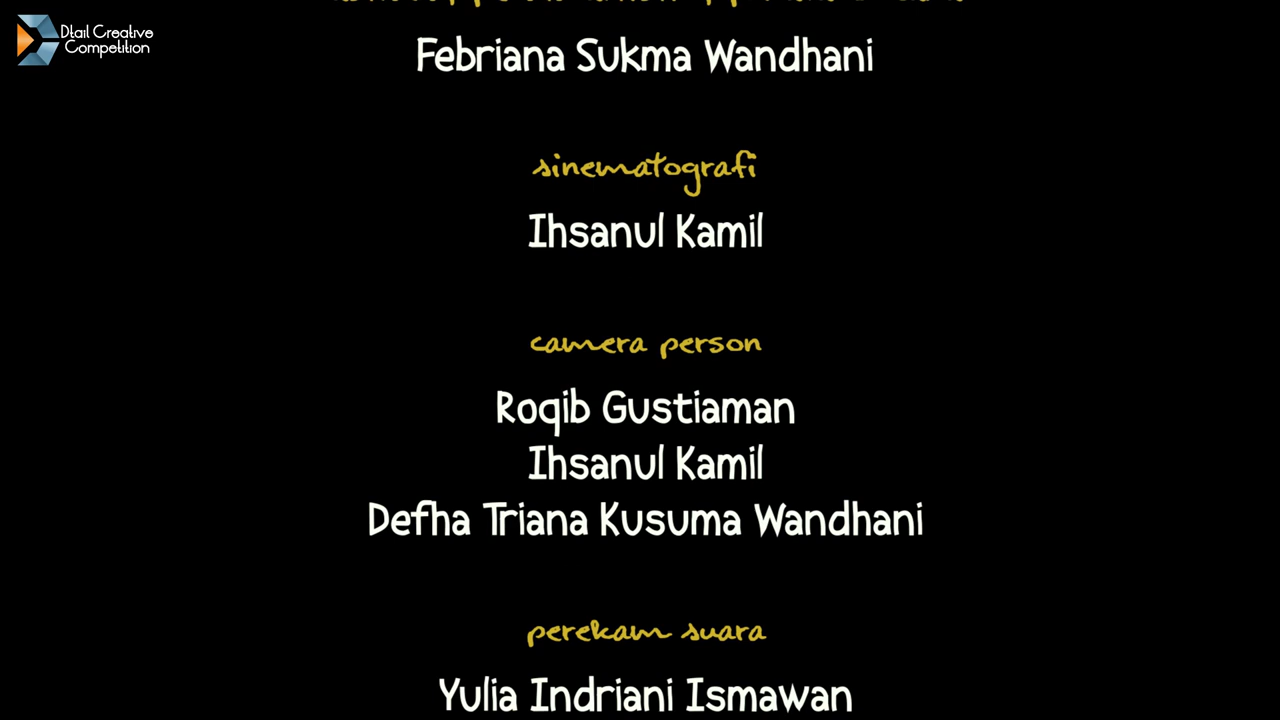 Dtail Creative
Competition
Febriana Sukma Wandhani
sinematografi
Ihsanul Kamil
camera person
Roqib Gustiaman
Ihsanul Kamil
Defha Triana Kusuma Wandhani
perekam suara
Yulia Indriani Ismawan